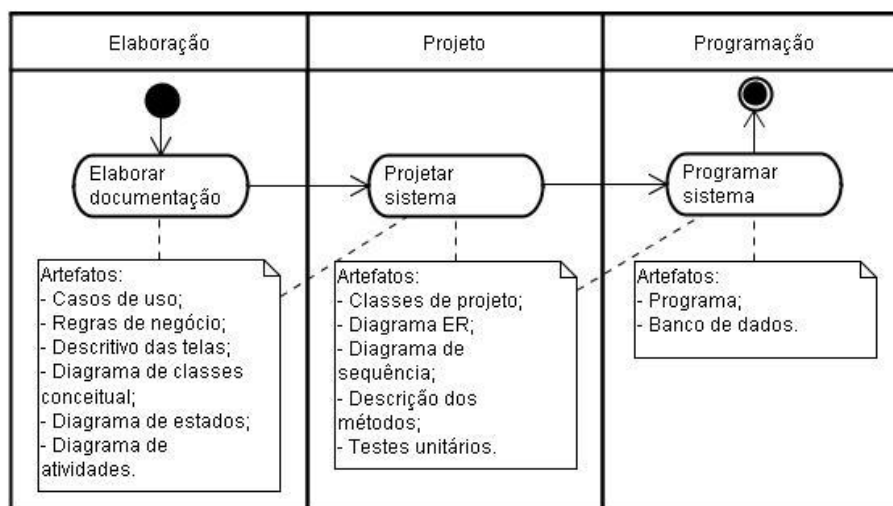 Elaboração
Projeto
Programação
Elaborar
documentação
Projetar
sistema
Programar
sistema
Artefatos:
- Casos de uso;
- Regras de negócio;
- Descritivo das telas;
- Diagrama de classes
conceitual;
- Diagrama de estados;
- Diagrama de
atividades.
Artefatos:
- Classes de projeto;
- Diagrama ER;
- Diagrama de
sequência;
- Descrição dos
métodos;
- Testes unitários.
Artefatos:
- Programa;
- Banco de dados.